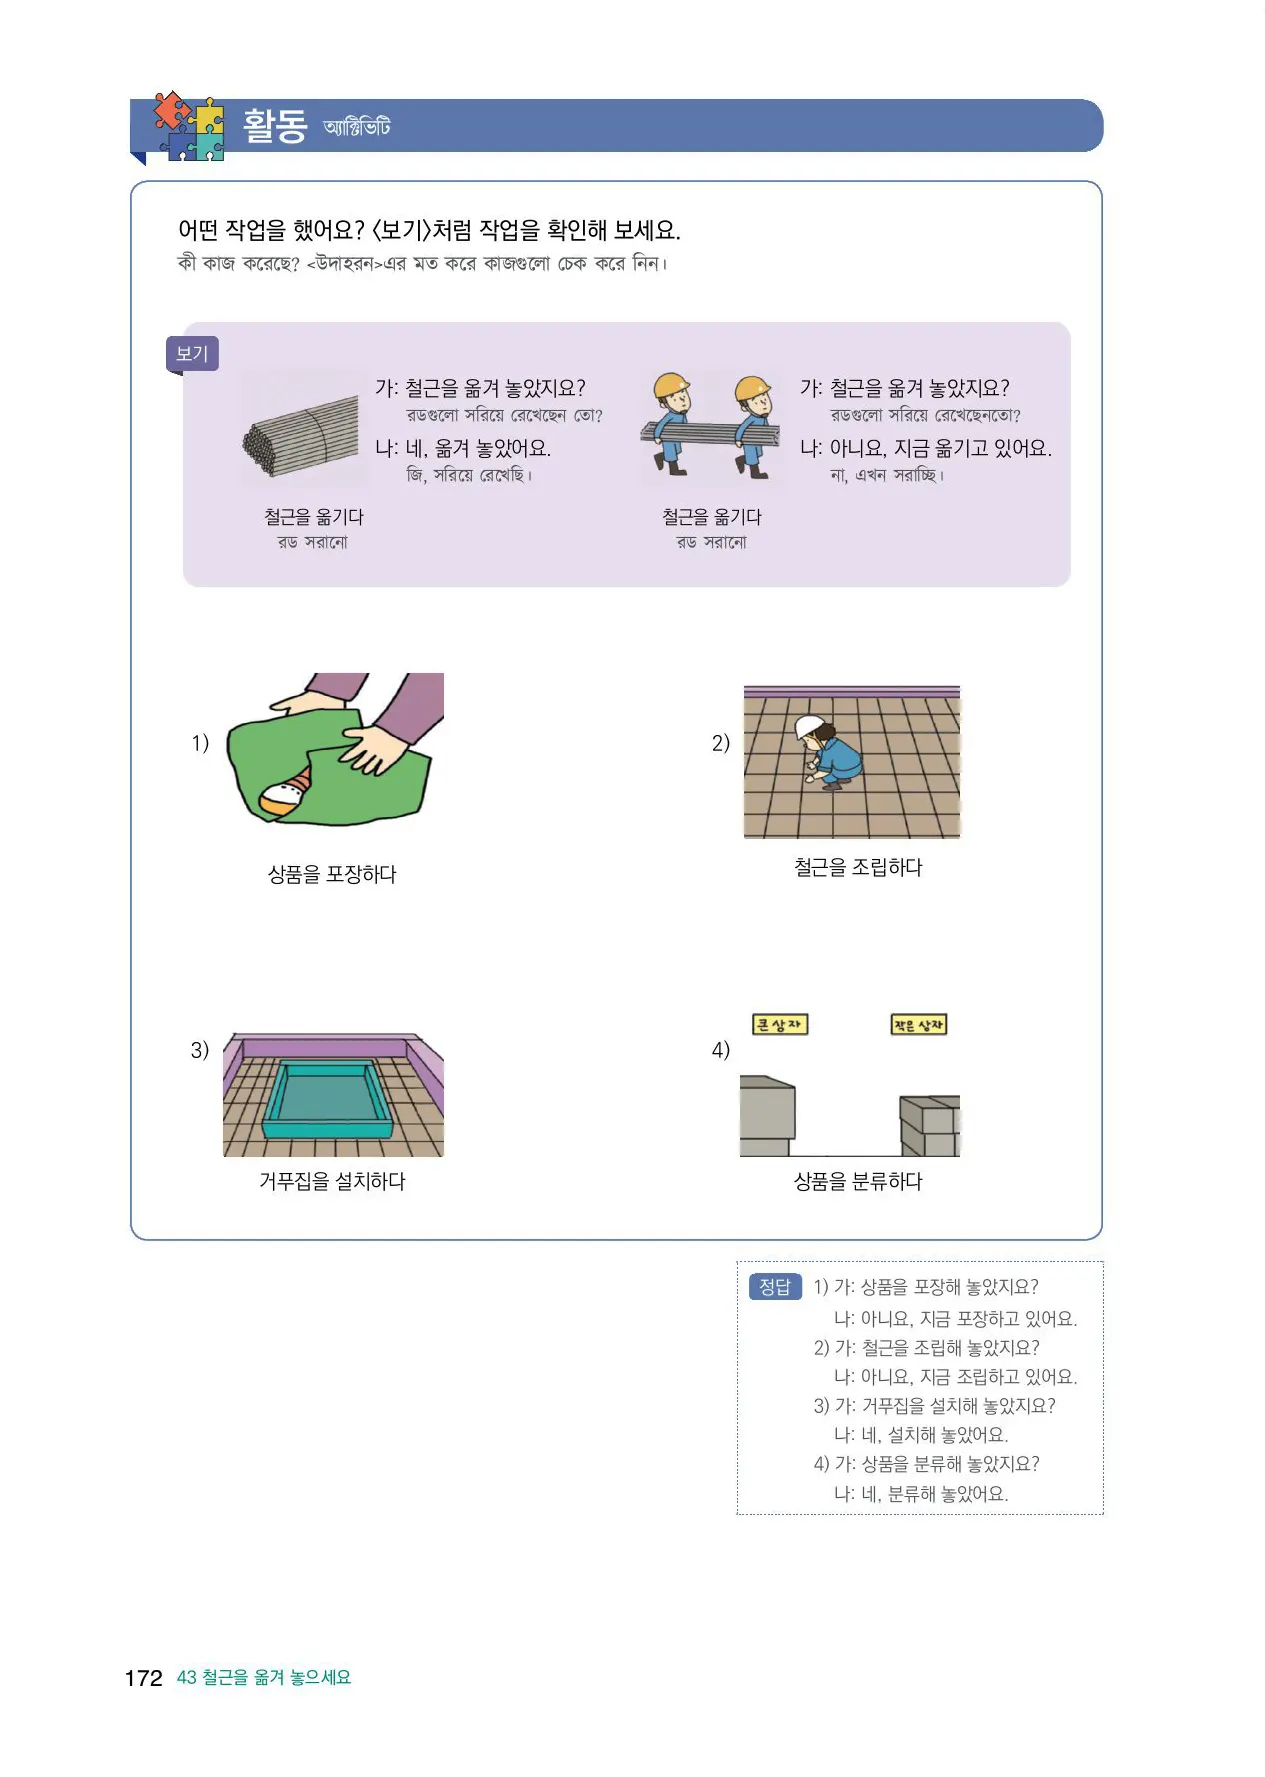 활동 অ্যাক্টিভিটি
어떤 작업을 했어요? 〈보기〉처럼 작업을 확인해 보세요.
কী কাজ করেছে? <উদাহরন>এর মত করে কাজগুলো চেক করে নিন।
보기
가: 철근을 옮겨 놓았지요?
রডগুলো সরিয়ে রেখেছেন তো?
나: 네, 옮겨 놓았어요.
জি, সরিয়ে রেখেছি।
철근을 옮기다
রড সরানো
가: 철근을 옮겨 놓았지요?
রডগুলো সরিয়ে রেখেছেনতো?
나: 아니요, 지금 옮기고 있어요.
না, এখন সরাচ্ছি।
철근을 옮기다
রড সরানো
1)
상품을 포장하다
2)
철근을 조립하다
3)
거푸집을 설치하다
4)
큰 상자
작은 상자
상품을 분류하다
정답
1) 가: 상품을 포장해 놓았지요?
나: 아니요, 지금 포장하고 있어요.
2) 가: 철근을 조립해 놓았지요?
나: 아니요, 지금 조립하고 있어요.
3) 가: 거푸집을 설치해 놓았지요?
나: 네, 설치해 놓았어요.
4) 가: 상품을 분류해 놓았지요?
나: 네, 분류해 놓았어요.
172 43 철근을 옮겨 놓으세요